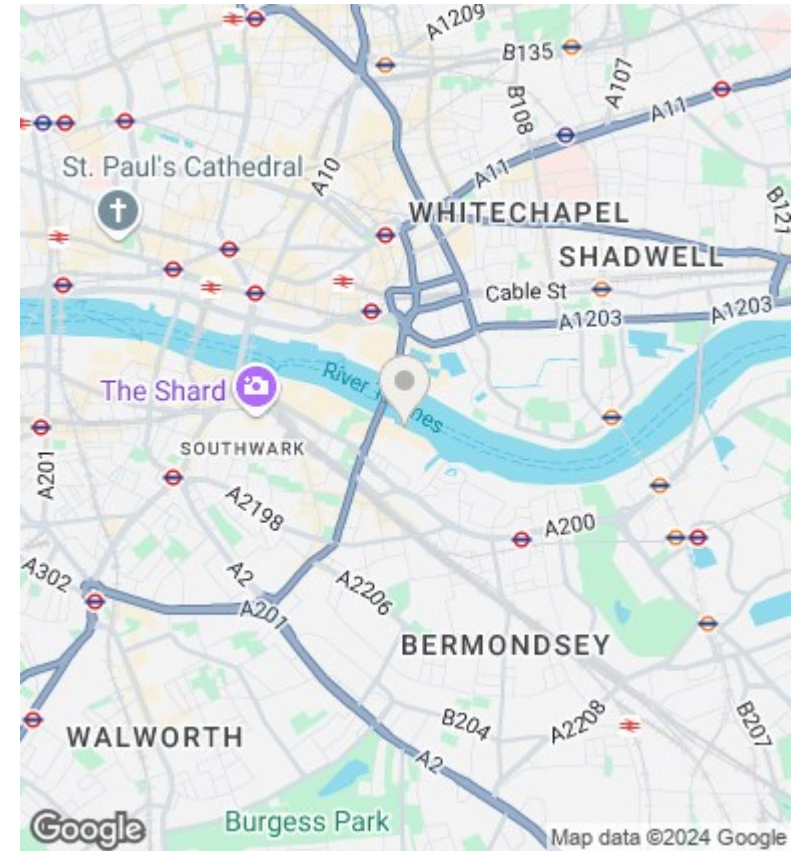 A1209
B135
A107
B108
A11
St. Paul's Cathedral
A10
A11
WHITECHAPEL
B121
SHADWELL
Cable St
A1203
A1203
The Shard
River
nes
SOUTHWARK
A201
A2198
A200
A302
A2
A2206
A201
BERMONDSEY
B204
A2208
B207
WALWORTH
A2
Burgess Park
Google
Map data ©2024 Google